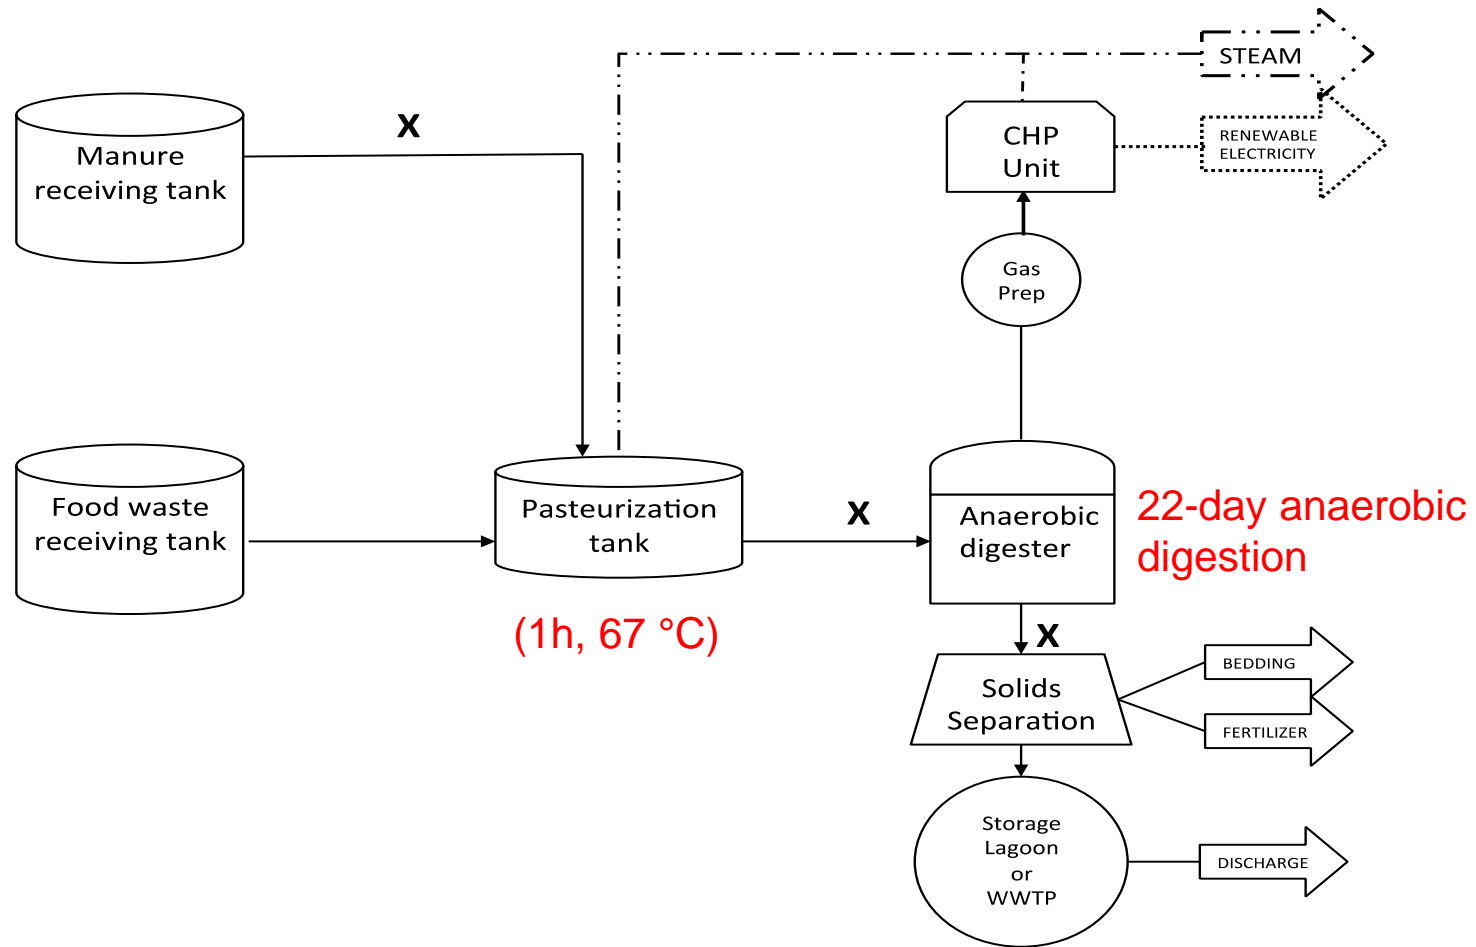 STEAM
X
CHP
Unit
RENEWABLE
ELECTRICITY
Manure
receiving tank
Gas
Prep
Food waste
receiving tank
Pasteurization
tank
X
Anaerobic
digester
22-day anaerobic
digestion
(1h, 67 °C)
X
BEDDING
Solids
Separation
FERTILIZER
Storage
Lagoon
or
WWTP
DISCHARGE